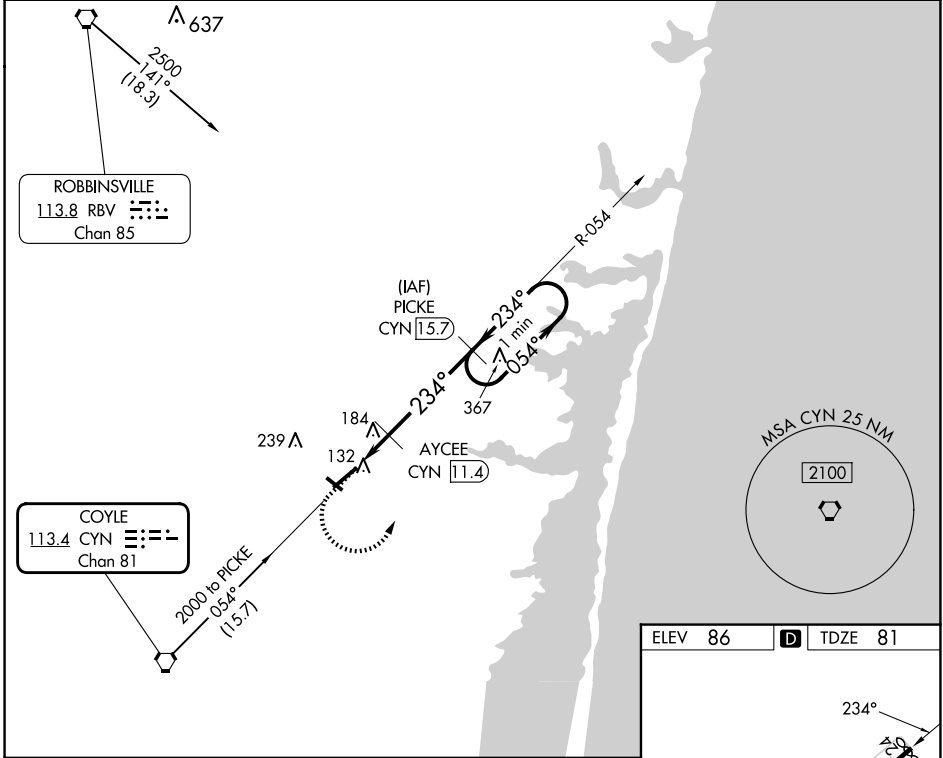 637
2500
141°
(18.3)
ROBBINSVILLE
113.8 RBV
Chan 85
R-054
(IAF)
PICKE
CYN 15.7
234°
1 min
054°
367
234°
184
239
132
AYCEE
CYN 11.4
MSA CYN 25 NM
2100
COYLE
113.4 CYN
Chan 81
2000 to PICKE
054°
(15.7)
ELEV 86 D TDZE 81
234°